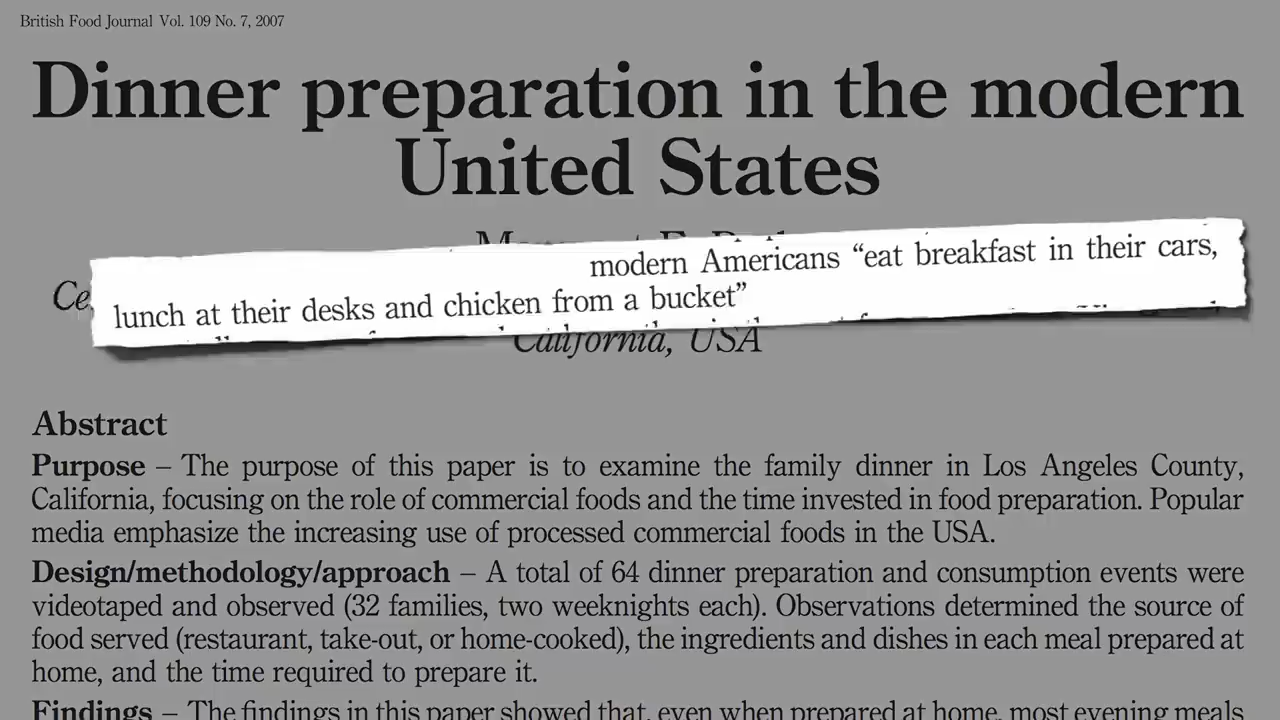 British Food Journal Vol. 109 No. 7, 2007
Dinner preparation in the modern
United States
modern Americans “eat breakfast in their cars,
lunch at their desks and chicken from a bucket”
California, USA
Abstract
Purpose – The purpose of this paper is to examine the family dinner in Los Angeles County,
California, focusing on the role of commercial foods and the time invested in food preparation. Popular
media emphasize the increasing use of processed commercial foods in the USA.
Design/methodology/approach – A total of 64 dinner preparation and consumption events were
videotaped and observed (32 families, two weeknights each). Observations determined the source of
food served (restaurant, take-out, or home-cooked), the ingredients and dishes in each meal prepared at
home, and the time required to prepare it.
Findings – The findings in this paper showed that, even when prepared at home, most evening meals